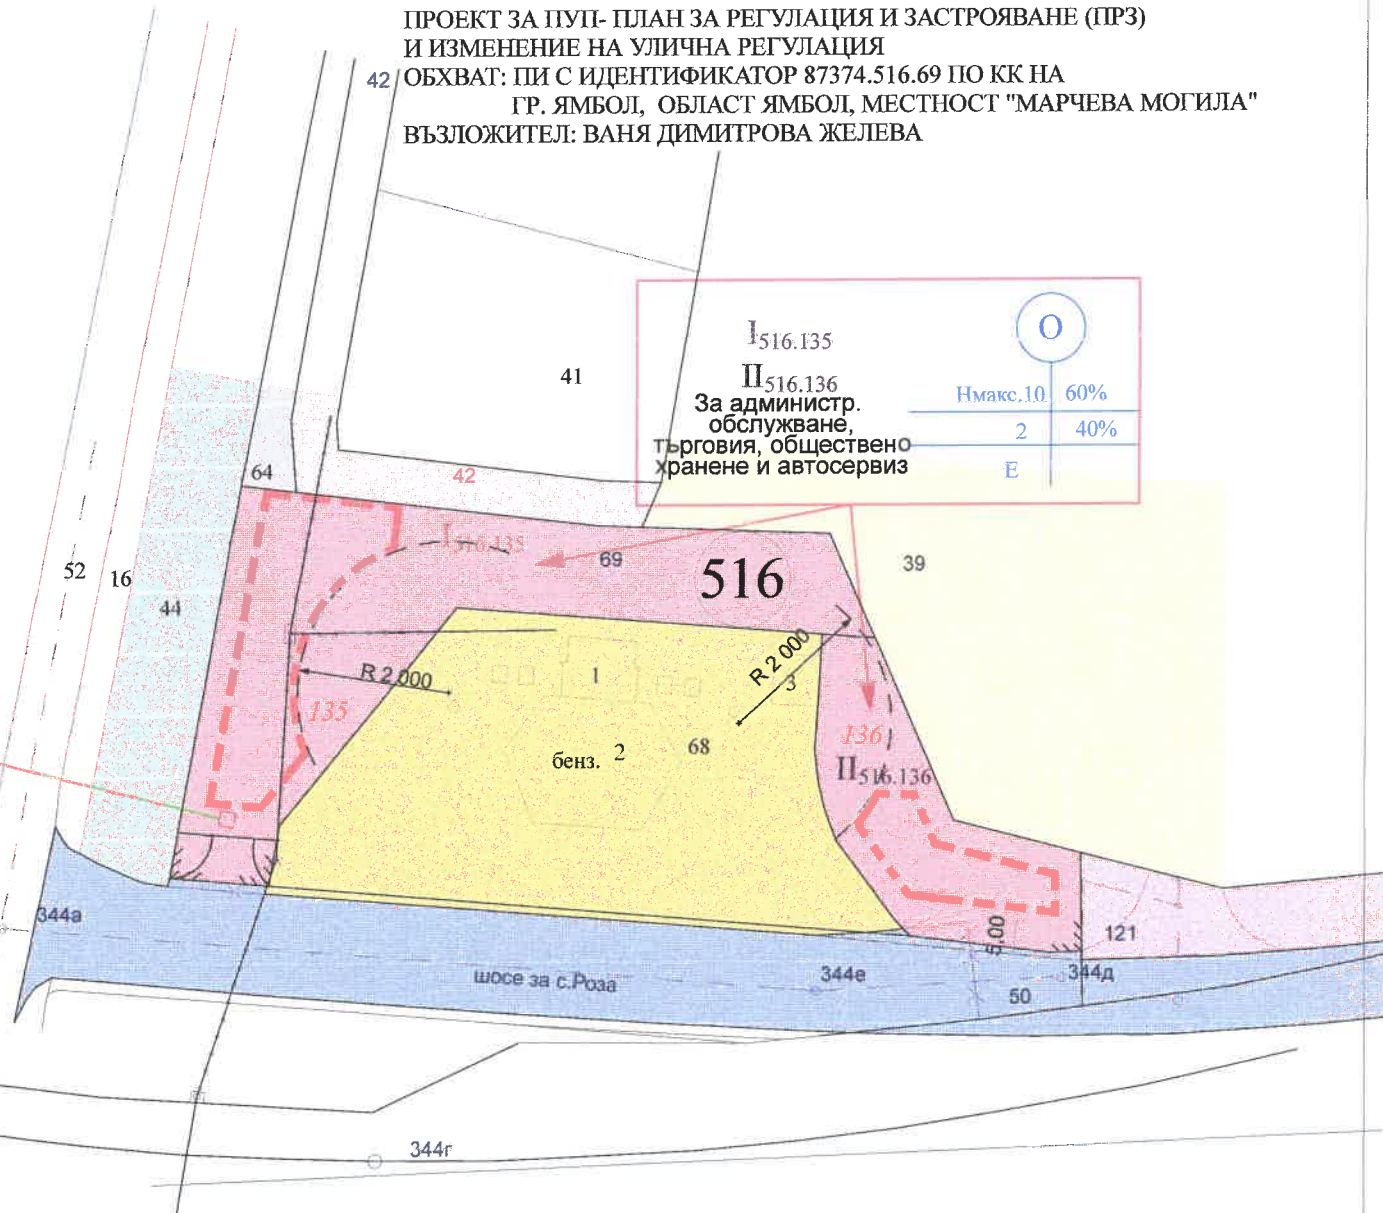 ПРОЕКТ ЗА ПУП- ПЛАН ЗА РЕГУЛАЦИЯ И ЗАСТРОЯВАНЕ (ПРЗ)
И ИЗМЕНЕНИЕ НА УЛИЧНА РЕГУЛАЦИЯ
42
ОБХВАТ: ПИ С ИДЕНТИФИКАТОР 87374.516.69 ПО КК НА
ГР. ЯМБОЛ, ОБЛАСТ ЯМБОЛ, МЕСТНОСТ "МАРЧЕВА МОГИЛА"
ВЪЗЛОЖИТЕЛ: ВАНЯ ДИМИТРОВА ЖЕЛЕВА
I516.135
О
II516.136
За администр.
обслужване,
търговия, обществено
хранене и автосервиз
Нмакс.10 60%
2 40%
Е
41
64
42
I516.135
69
516
39
52
16
44
R 2.000
1
R 2.000
3
135
136
бенз. 2
68
II516.136
344а
5,00
121
шосе за с.Роза
344е
344д
50
344г